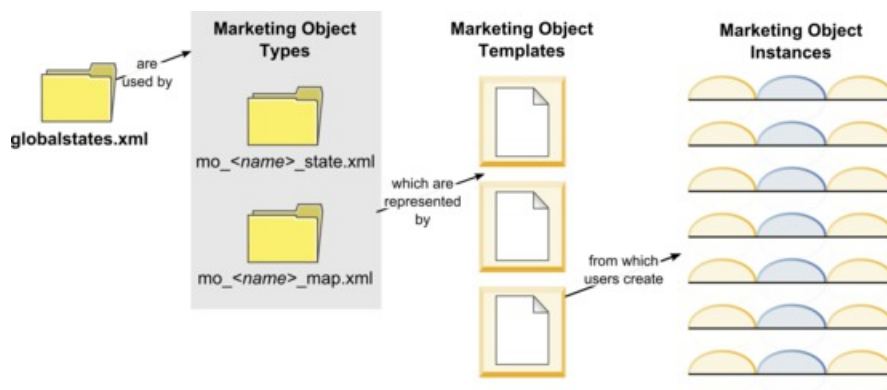 are
used by
globalstates.xml
Marketing Object
Types
mo_<name>_state.xml
mo_<name>_map.xml
which are
represented
by
Marketing Object
Templates
from which
users create
Marketing Object
Instances